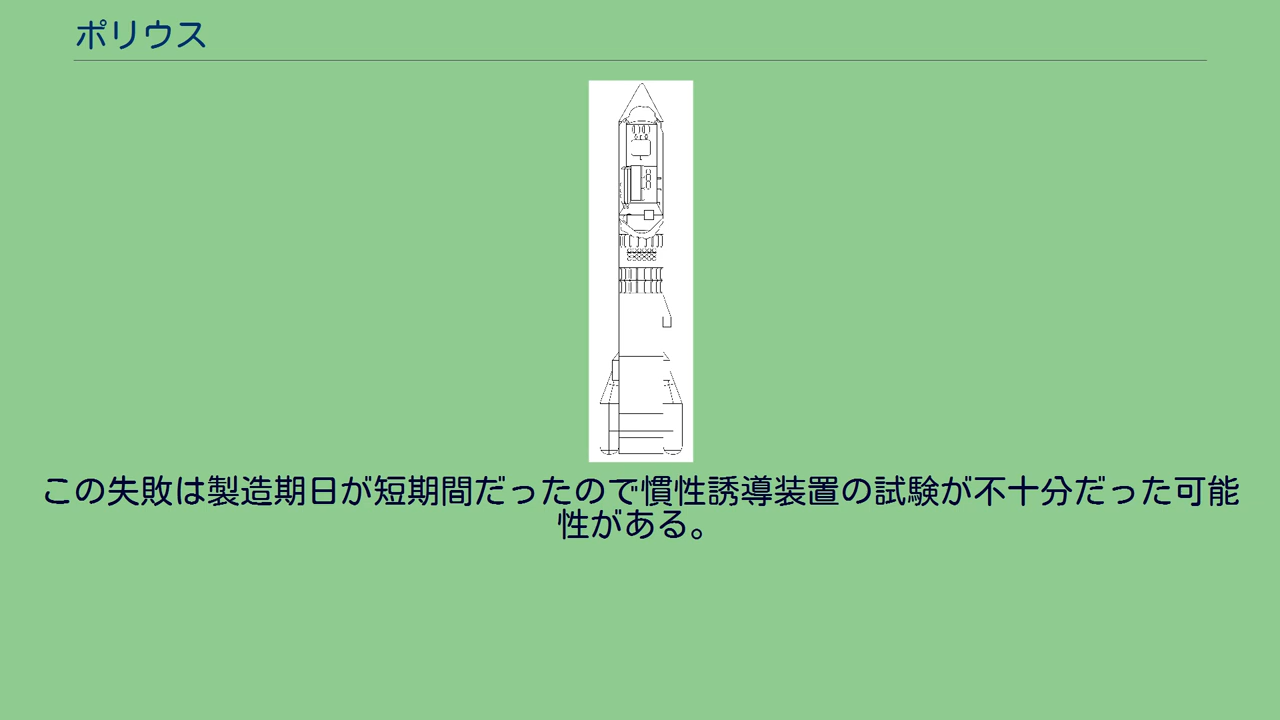 ポリウス
この失敗は製造期日が短期間だったので慣性誘導装置の試験が不十分だった可能
性がある。